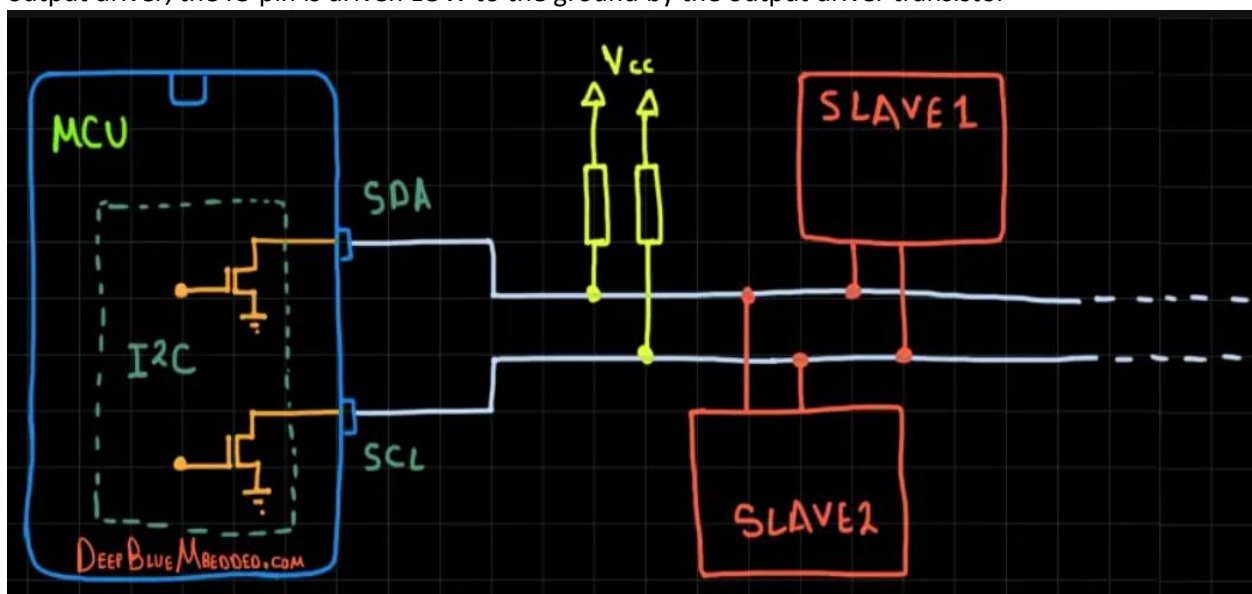 output driver, the IO pin is driven LOW to the ground by the output driver transistor
Vcc
MCU
SLAVE1
SDA
I²C
SCL
SLAVE2
DEEPBLUEMBEDDED.COM